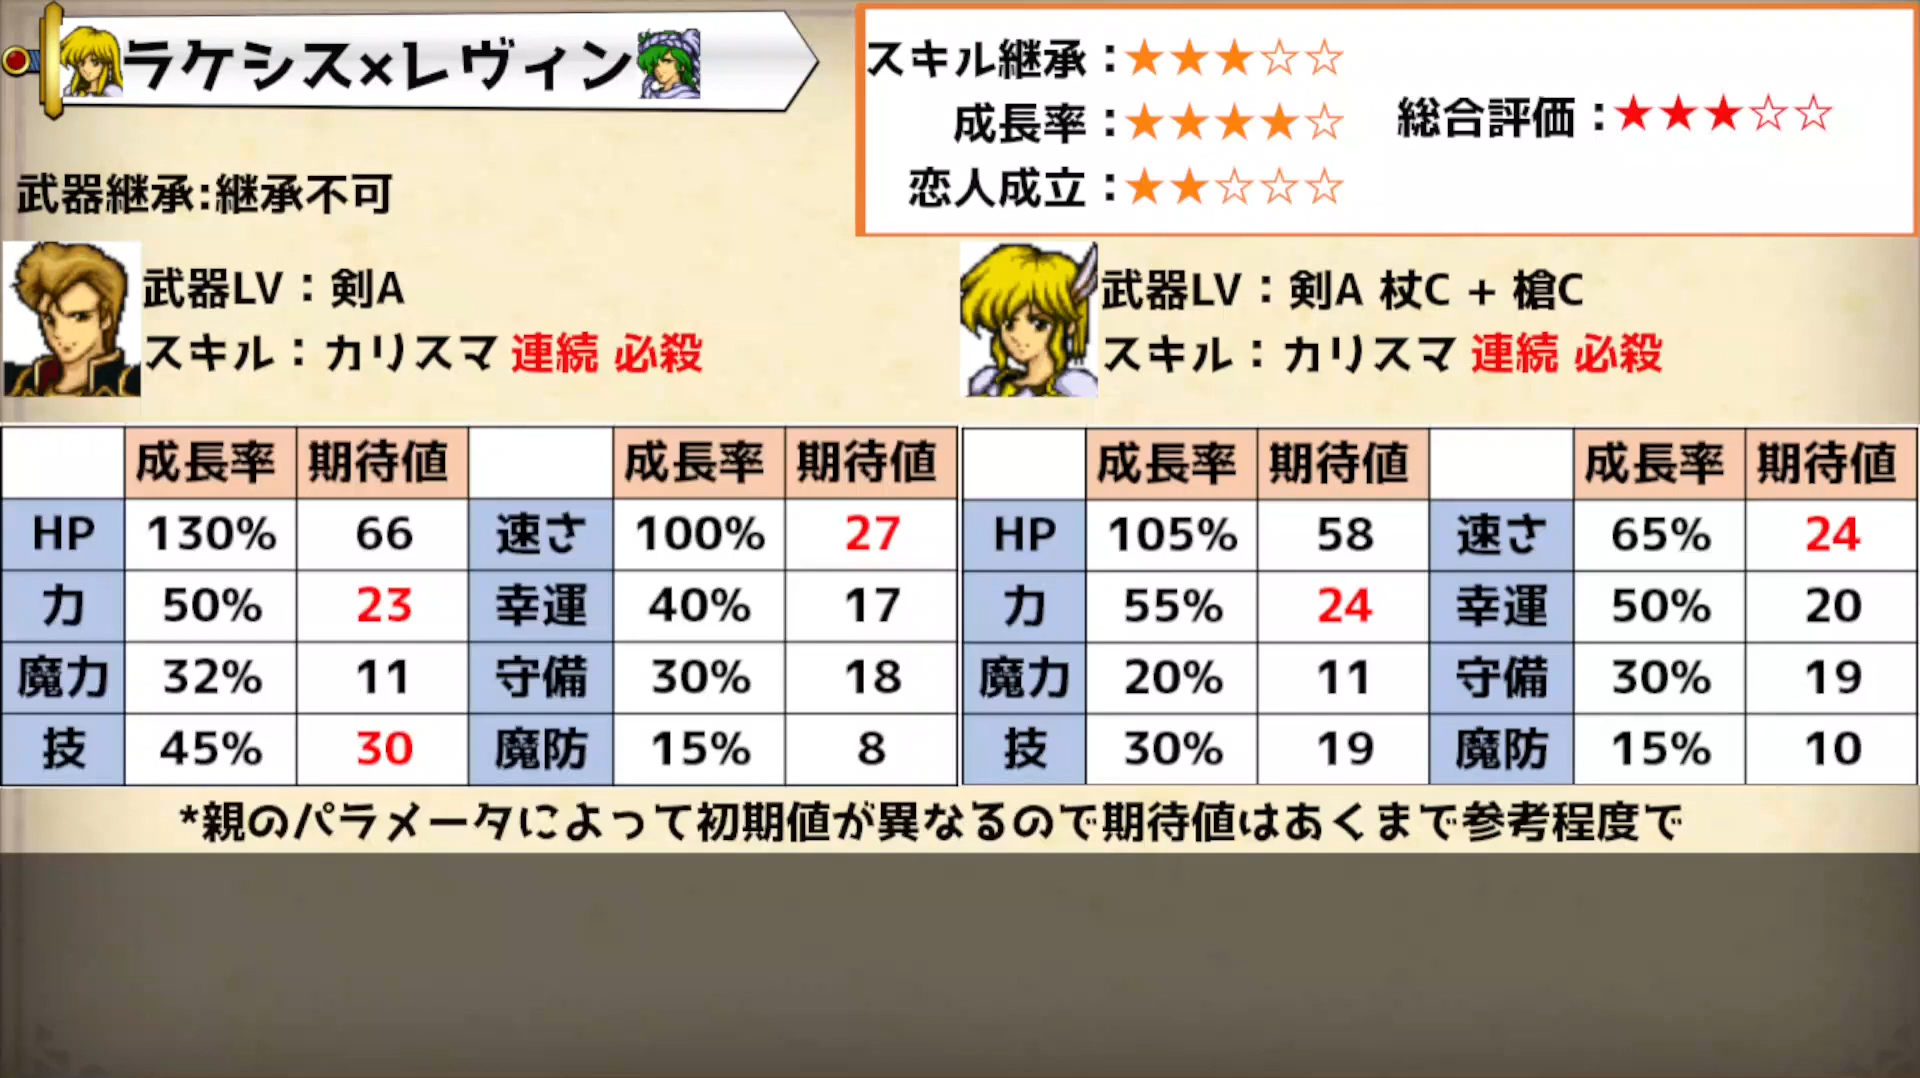 ラケシス×レヴィン
スキル継承：★★★☆☆
成長率：★★★★☆
恋人成立：★★☆☆☆
総合評価：★★★☆☆
武器継承:継承不可
武器LV：剣A
スキル：カリスマ 連続 必殺
武器LV：剣A 杖C + 槍C
スキル：カリスマ 連続 必殺
成長率 期待値 成長率 期待値
HP 130% 66 速さ 100% 27
力 50% 23 幸運 40% 17
魔力 32% 11 守備 30% 18
技 45% 30 魔防 15% 8
成長率 期待値 成長率 期待値
HP 105% 58 速さ 65% 24
力 55% 24 幸運 50% 20
魔力 20% 11 守備 30% 19
技 30% 19 魔防 15% 10
*親のパラメータによって初期値が異なるので期待値はあくまで参考程度で